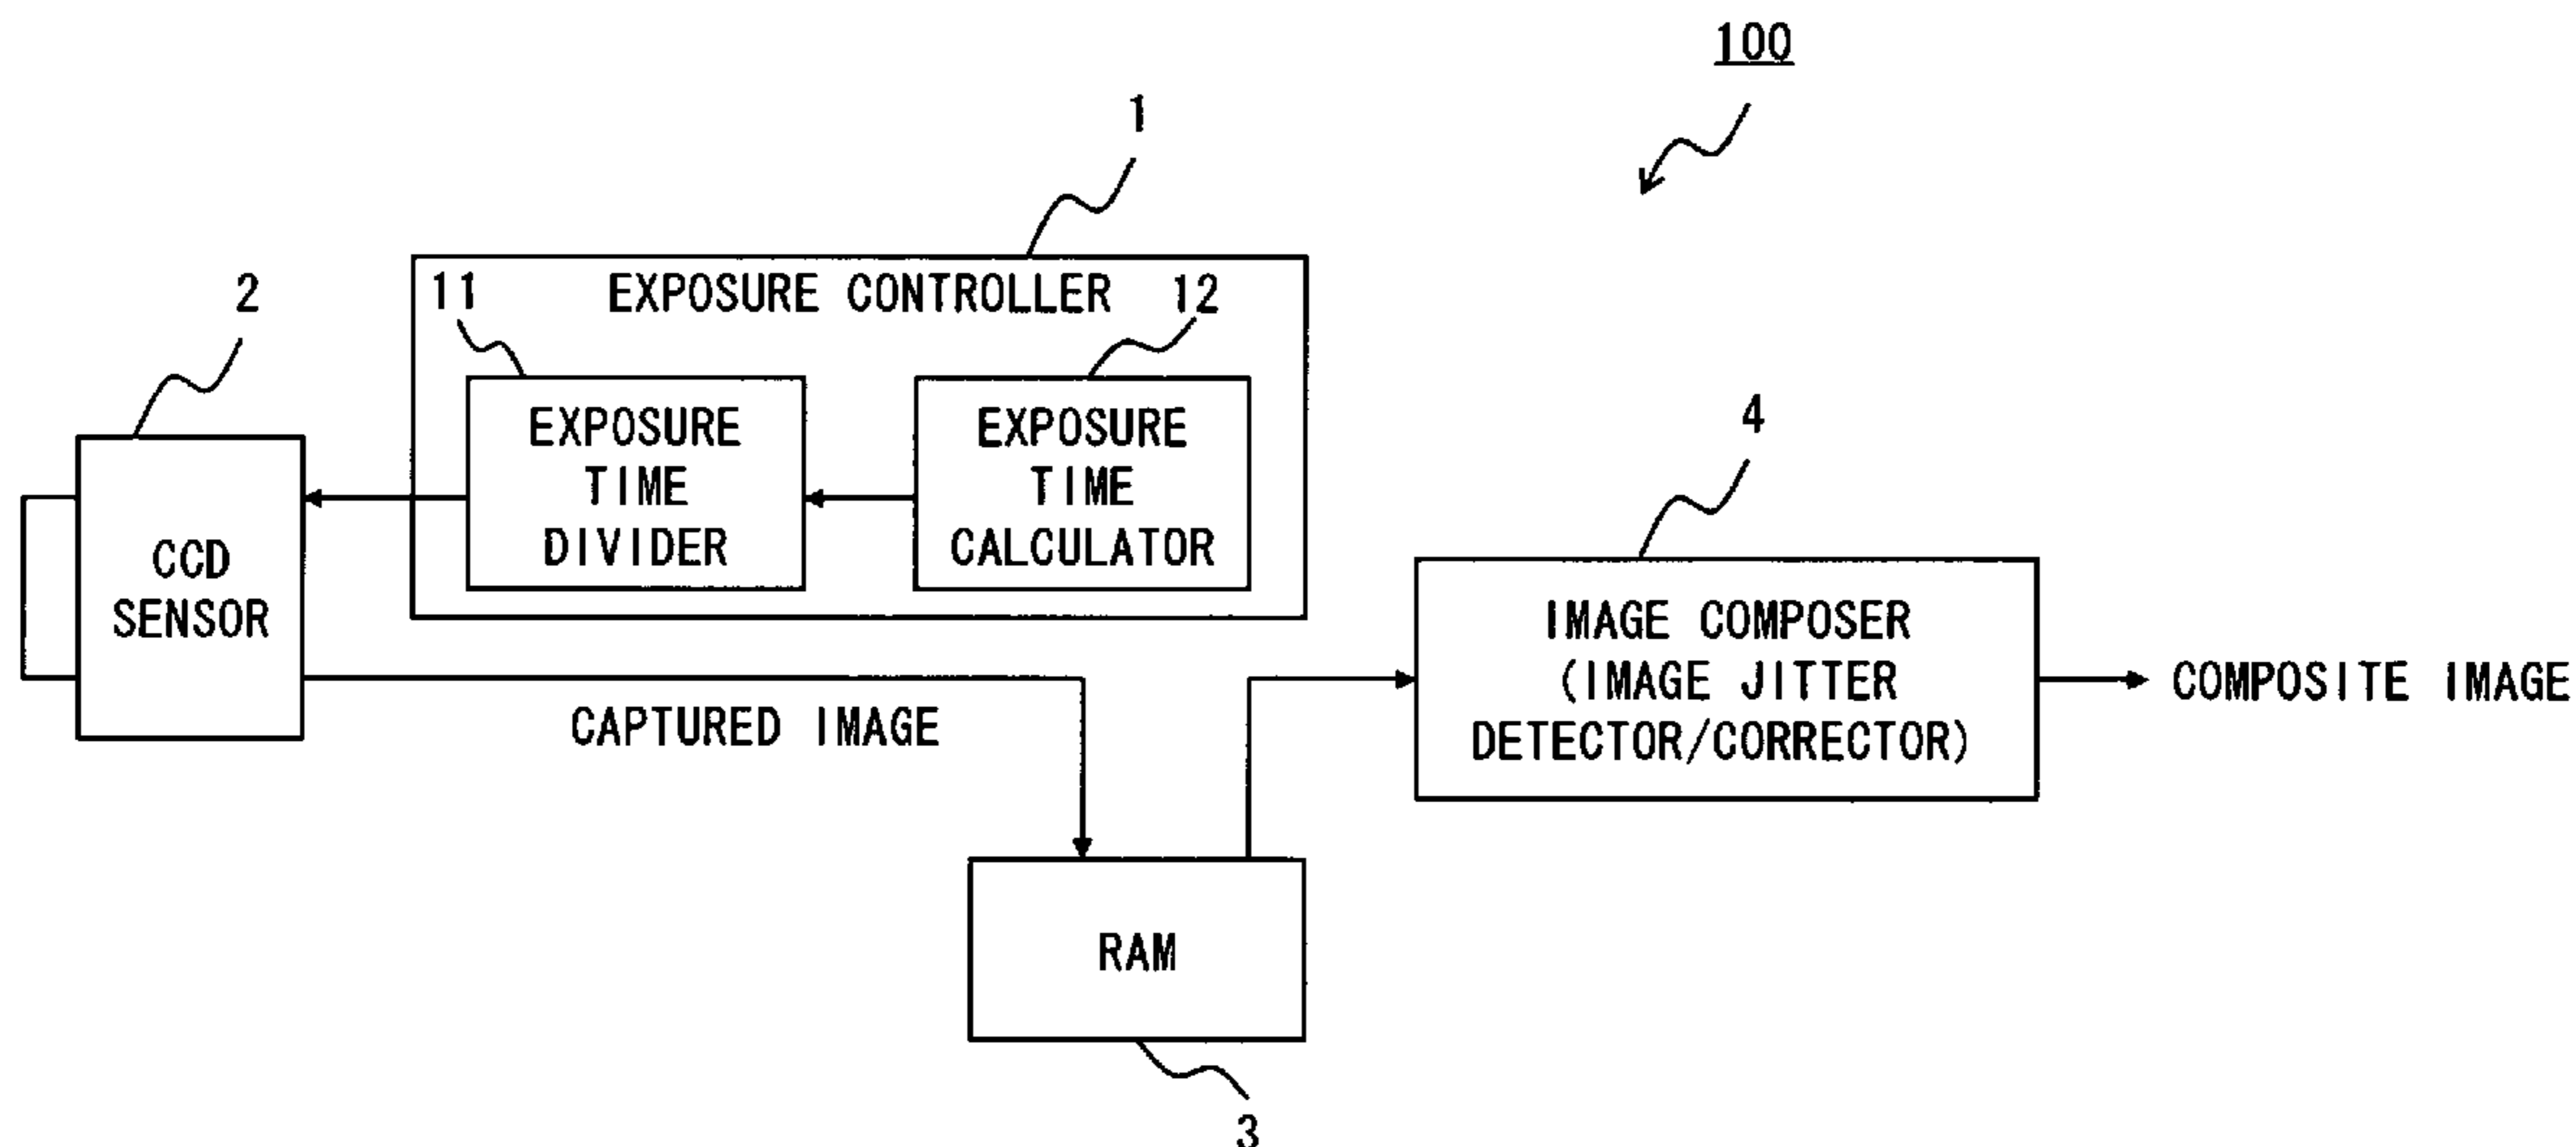 100
1
2
11
EXPOSURE CONTROLLER
12
EXPOSURE
TIME
DIVIDER
EXPOSURE
TIME
CALCULATOR
CCD
SENSOR
4
IMAGE COMPOSER
(IMAGE JITTER
DETECTOR/CORRECTOR)
COMPOSITE IMAGE
CAPTURED IMAGE
RAM
3